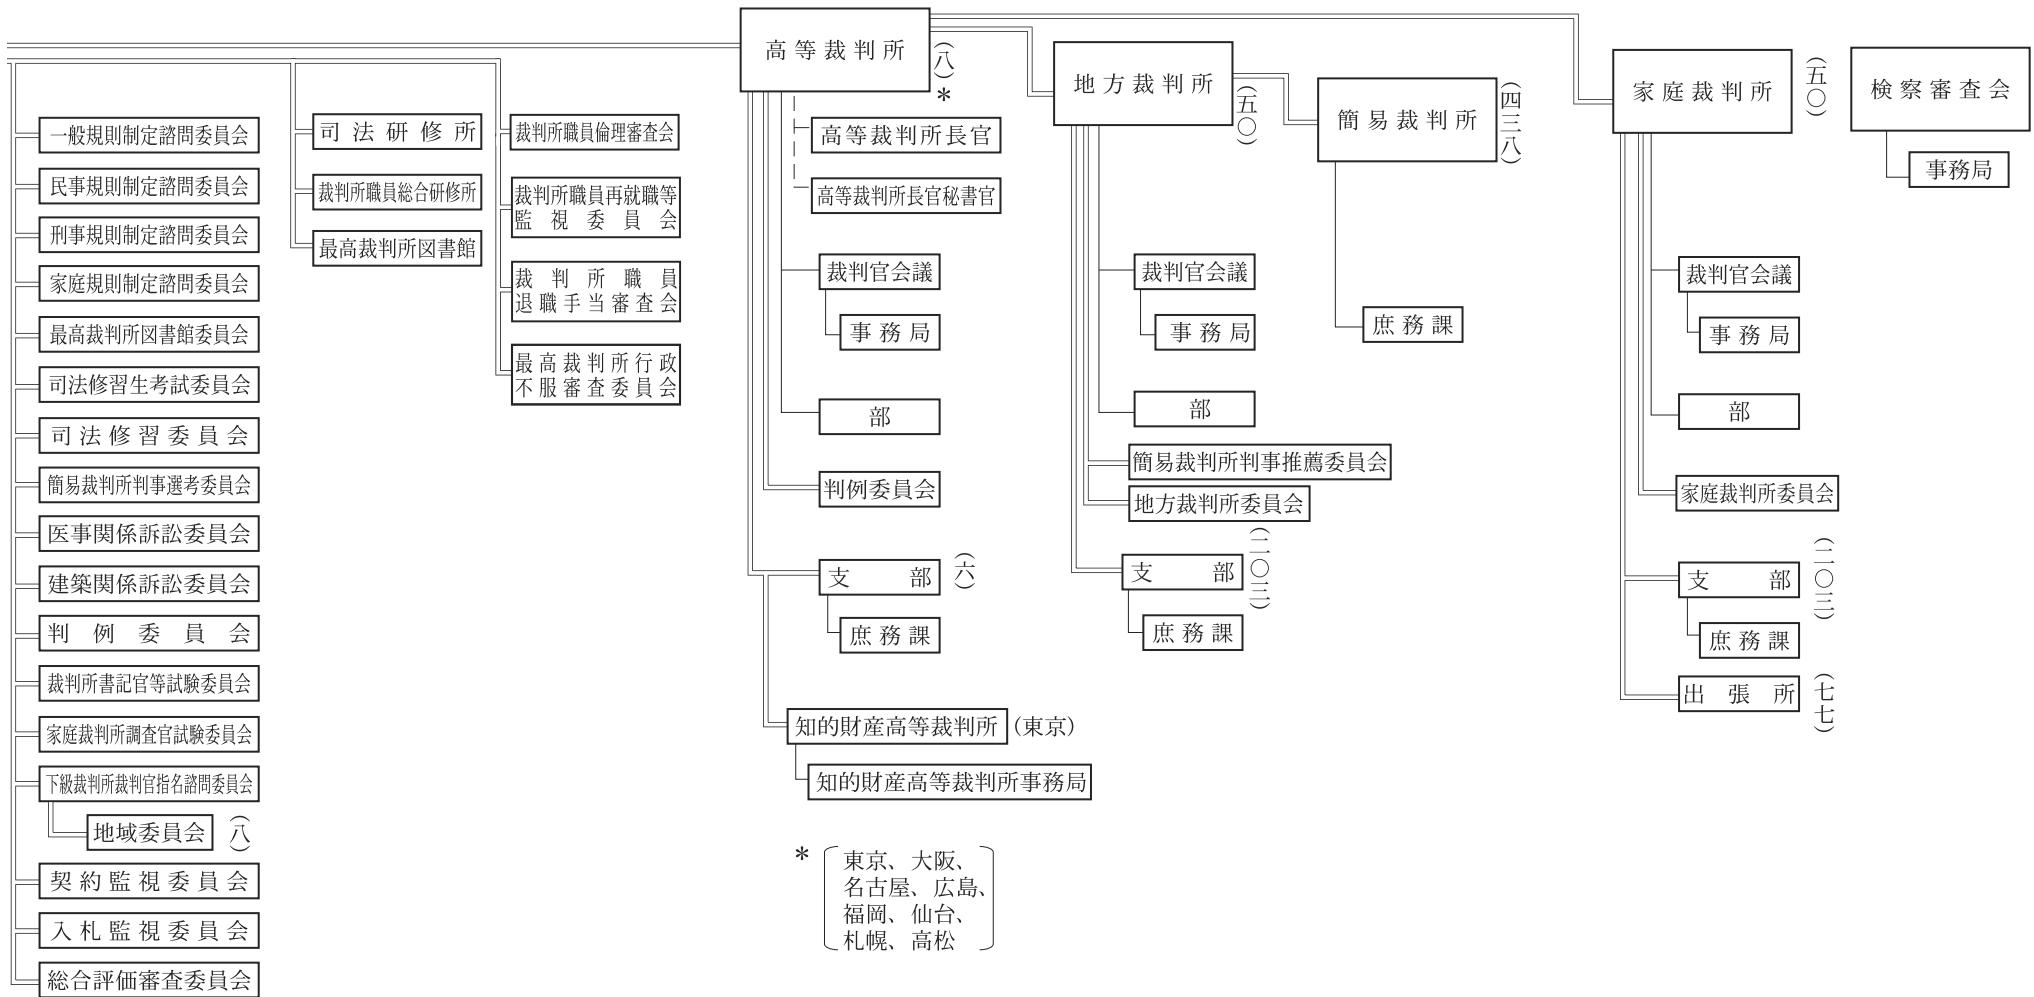 一般規則制定諮問委員会
民事規則制定諮問委員会
刑事規則制定諮問委員会
家庭規則制定諮問委員会
最高裁判所図書館委員会
司法修習生考試委員会
司法修習委員会
簡易裁判所判事選考委員会
医事関係訴訟委員会
建築関係訴訟委員会
判例委員会
裁判所書記官等試験委員会
家庭裁判所調査官試験委員会
下級裁判所裁判官指名諮問委員会
地域委員会
(八)
契約監視委員会
入札監視委員会
総合評価審査委員会
司法研修所
裁判所職員総合研修所
最高裁判所図書館
裁判所職員倫理審査会
裁判所職員再就職等
監視委員会
裁判所職員
退職手当審査会
最高裁判所行政
不服審査委員会
高等裁判所
(八)
*
高等裁判所長官
高等裁判所長官秘書官
裁判官会議
事務局
部
判例委員会
支部
(六)
庶務課
知的財産高等裁判所
(東京)
知的財産高等裁判所事務局
*
東京、大阪、
名古屋、広島、
福岡、仙台、
札幌、高松
地方裁判所
(五〇)
裁判官会議
事務局
部
簡易裁判所判事推薦委員会
地方裁判所委員会
支部
(二〇三)
庶務課
簡易裁判所
(四三八)
庶務課
家庭裁判所
(五〇)
裁判官会議
事務局
部
家庭裁判所委員会
支部
(二〇三)
庶務課
出張所
(七七)
検察審査会
事務局